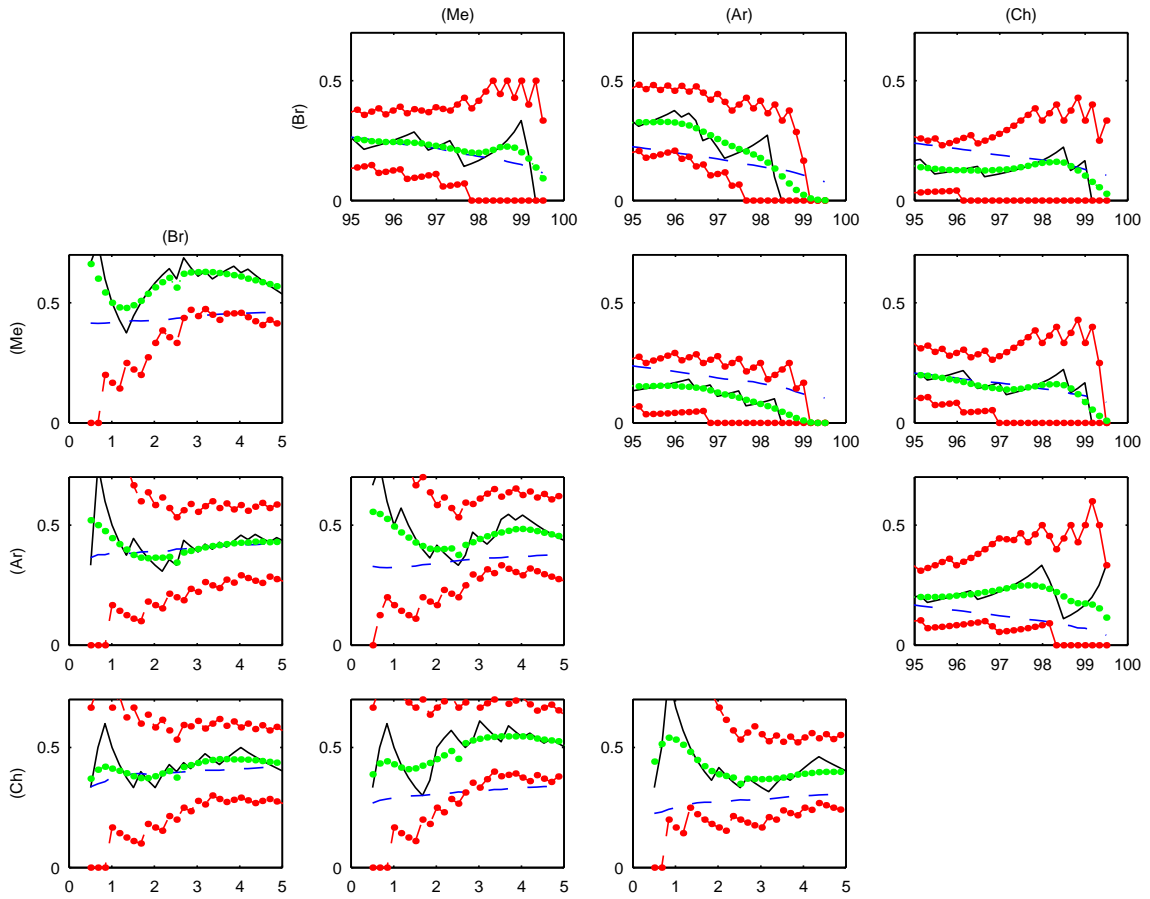 (Me) (Ar) (Ch)
(Br) 0.5 0 0.5 0 0.5 0
95 96 97 98 99 100 95 96 97 98 99 100 95 96 97 98 99 100
(Br)
(Me) 0.5 0 0.5 0 0.5 0
0 1 2 3 4 5 95 96 97 98 99 100 95 96 97 98 99 100
(Ar) 0.5 0 0.5 0 0.5 0
0 1 2 3 4 5 0 1 2 3 4 5 95 96 97 98 99 100
(Ch) 0.5 0 0.5 0 0.5 0
0 1 2 3 4 5 0 1 2 3 4 5 0 1 2 3 4 5